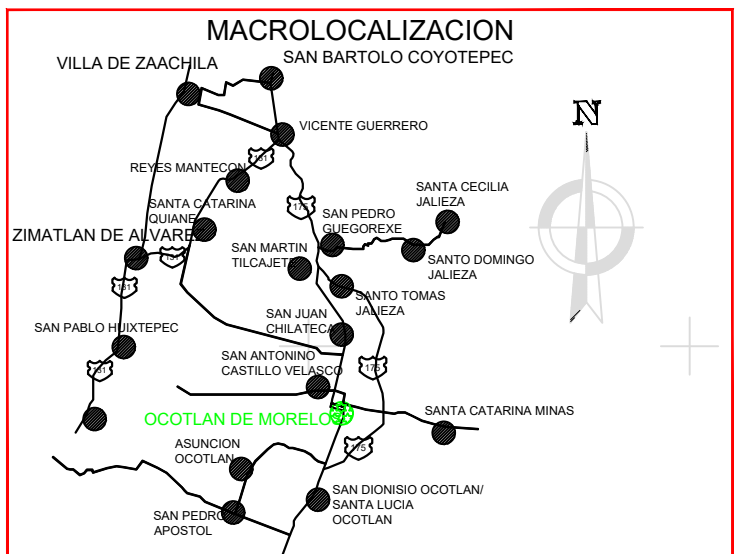 MACROLOCALIZACION
SAN BARTOLO COYOTEPEC
VILLA DE ZAACHILA
N
VICENTE GUERRERO
131
REYES MANTECON
SANTA CATARINA
QUIANE
175
SANTA CECILIA
JALIEZA
SAN PEDRO
GUEGOREXE
ZIMATLAN DE ALVAREZ
131
SAN MARTIN
TILCAJETE
SANTO DOMINGO
JALIEZA
131
SANTO TOMAS
JALIEZA
SAN JUAN
CHILATECA
SAN PABLO HUIXTEPEC
SAN ANTONINO
CASTILLO VELASCO
131
175
OCOTLAN DE MORELOS
SANTA CATARINA MINAS
ASUNCION
OCOTLAN
175
SAN DIONISIO OCOTLAN/
SANTA LUCIA
OCOTLAN
SAN PEDRO
APOSTOL